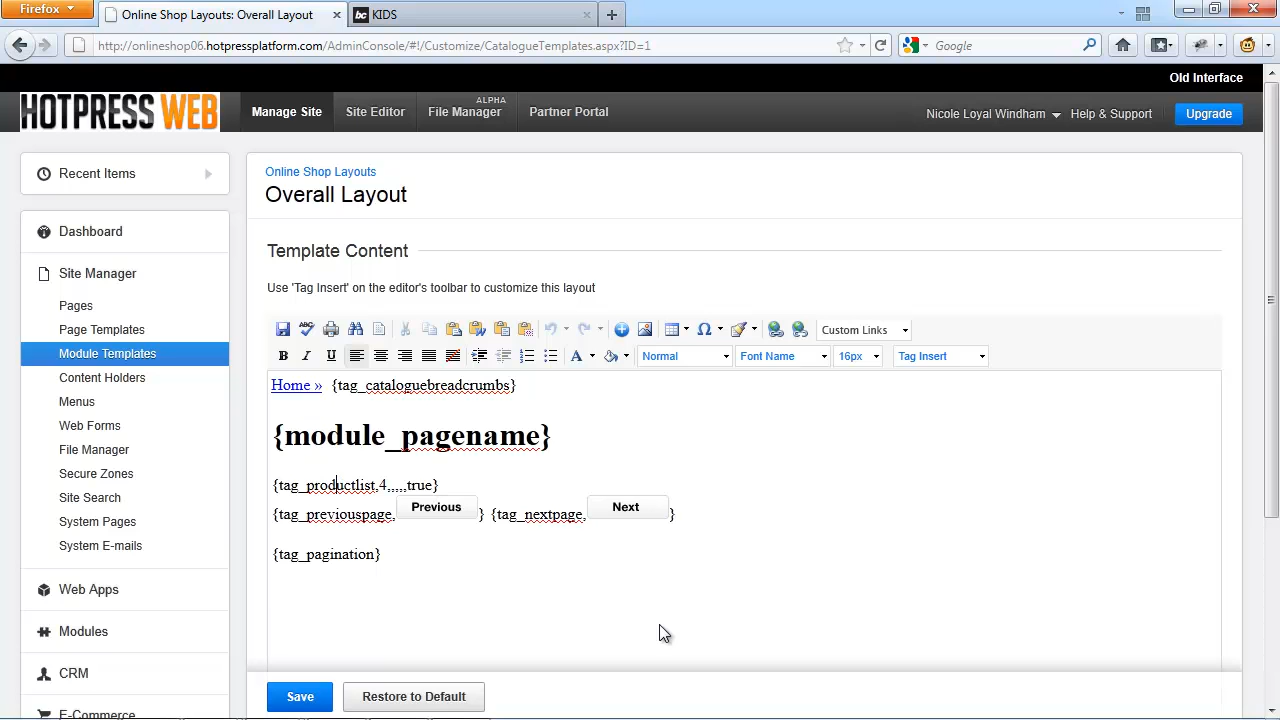 Firefox
Online Shop Layouts: Overall Layout
bc KIDS
http://onlineshop06.hotpressplatform.com/AdminConsole/#!/Customize/CatalogueTemplates.aspx?ID=1
Google
Old Interface
HOTPRESS WEB
Manage Site
Site Editor
File Manager ALPHA
Partner Portal
Nicole Loyal Windham
Help & Support
Upgrade
Recent Items
Dashboard
Site Manager
Pages
Page Templates
Module Templates
Content Holders
Menus
Web Forms
File Manager
Secure Zones
Site Search
System Pages
System E-mails
Web Apps
Modules
CRM
E-Commerce
Online Shop Layouts
Overall Layout
Template Content
Use 'Tag Insert' on the editor's toolbar to customize this layout
ABC
Custom Links
B I U
A
Normal
Font Name
16px
Tag Insert
Home » {tag_cataloguebreadcrumbs}
{module_pagename}
{tag_productlist,4,,,,,true}
{tag_previouspage, Previous } {tag_nextpage, Next }
{tag_pagination}
Save
Restore to Default